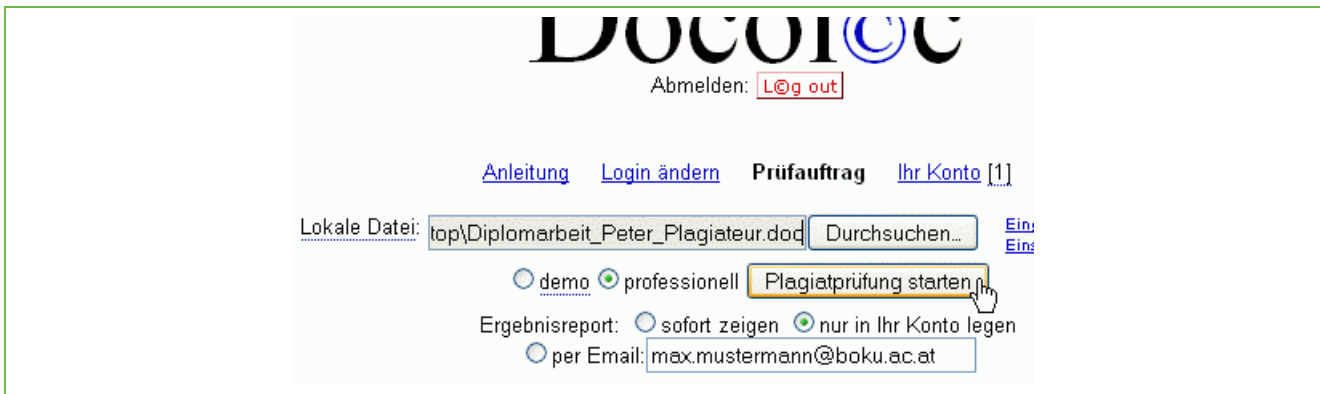 Docol©c
Abmelden: L©g out
Anleitung Login ändern Prüfauftrag Ihr Konto [1]
Lokale Datei: top\Diplomarbeit_Peter_Plagiateur.doc Durchsuchen...
demo professionell Plagiatprüfung starten
Ergebnisreport: sofort zeigen nur in Ihr Konto legen
per Email: max.mustermann@boku.ac.at